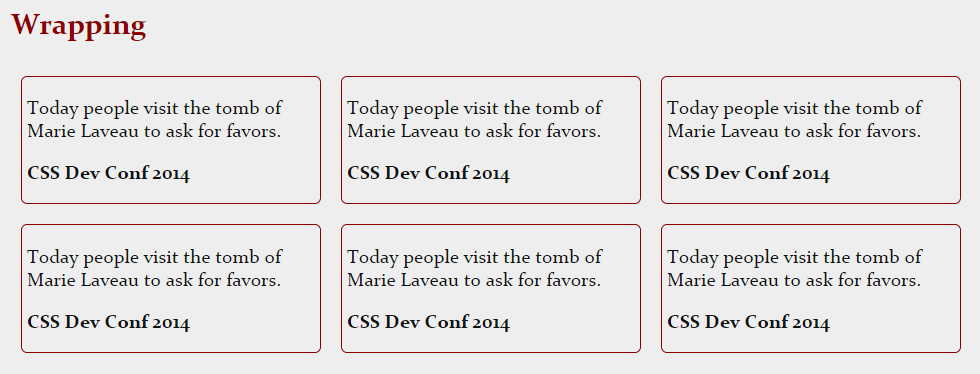 Wrapping
Today people visit the tomb of
Marie Laveau to ask for favors.
CSS Dev Conf 2014
Today people visit the tomb of
Marie Laveau to ask for favors.
CSS Dev Conf 2014
Today people visit the tomb of
Marie Laveau to ask for favors.
CSS Dev Conf 2014
Today people visit the tomb of
Marie Laveau to ask for favors.
CSS Dev Conf 2014
Today people visit the tomb of
Marie Laveau to ask for favors.
CSS Dev Conf 2014
Today people visit the tomb of
Marie Laveau to ask for favors.
CSS Dev Conf 2014